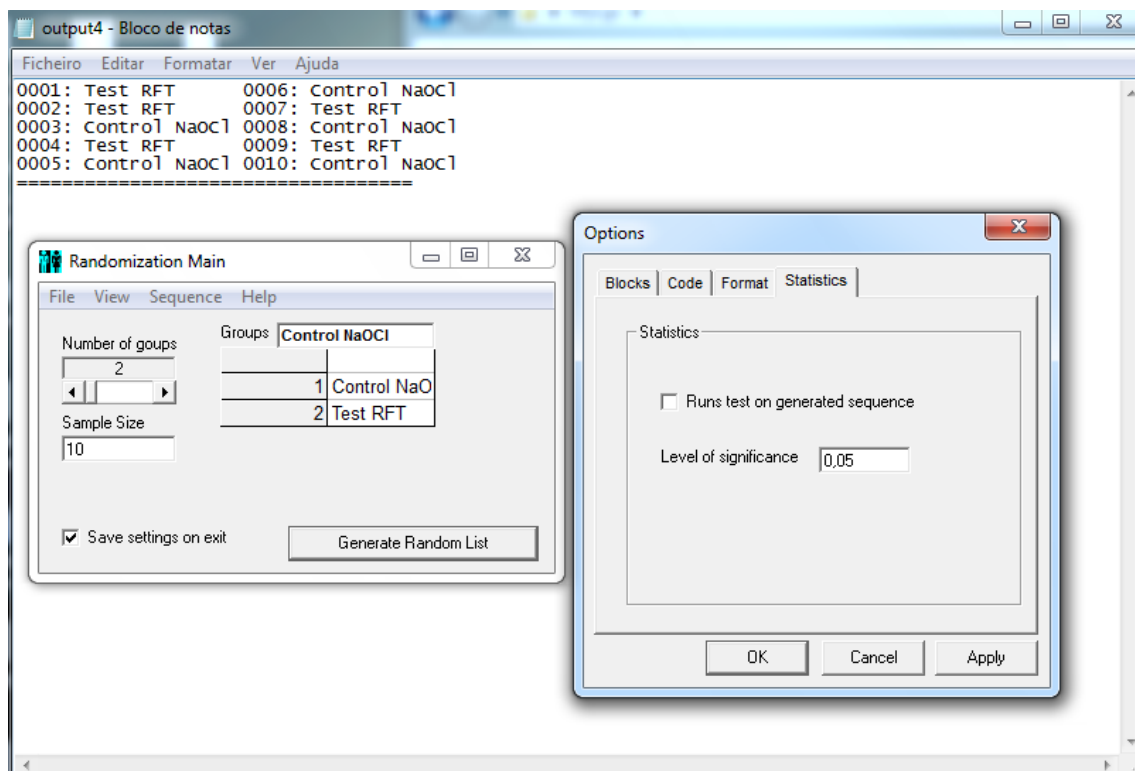 output4 - Bloco de notas
Ficheiro Editar Formatar Ver Ajuda
0001: Test RFT 0006: Control NaOCl
0002: Test RFT 0007: Test RFT
0003: Control NaOCl 0008: Control NaOCl
0004: Test RFT 0009: Test RFT
0005: Control NaOCl 0010: Control NaOCl
===================================
Randomization Main
File View Sequence Help
Number of goups
2
Sample Size
10
Groups Control NaOCl
1 Control NaO
2 Test RFT
Save settings on exit
Generate Random List
Options
Blocks Code Format Statistics
Statistics
Runs test on generated sequence
Level of significance 0,05
OK Cancel Apply